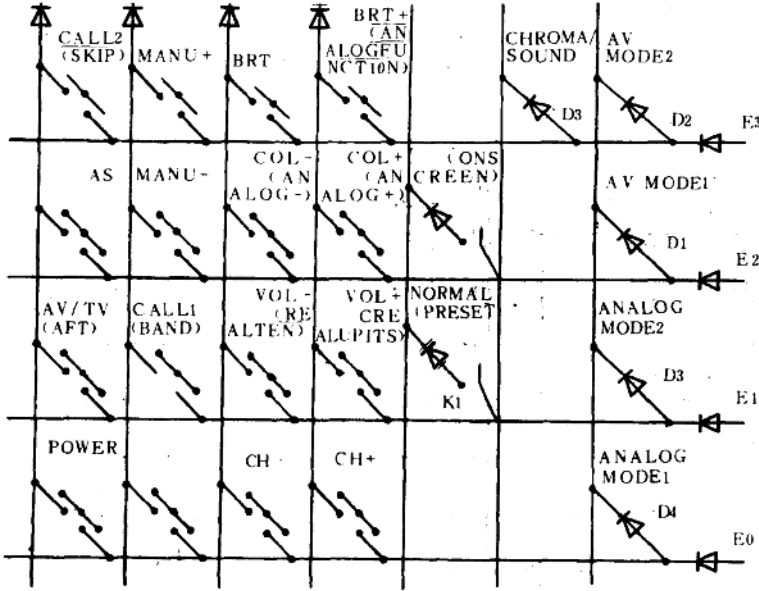 CALL2
(SKIP)
MANU+
BRT
BRT+
(AN
ALOGFU
NCT10N)
CHROMA/
SOUND
D3
AV
MODE2
D2
E3
AS
MANU-
COL-
(AN
ALOG-)
COL+
(AN
ALOG+)
(ONS
CREEN)
AV MODE1
D1
E2
AV/TV
(AFT)
CALL1
(BAND)
VOL-
(RE
ALTEN)
VOL+
CRE
ALUPITS)
NORMAL
(PRESET
K1
ANALOG
MODE2
D3
E1
POWER
CH
CH+
ANALOG
MODE1
D4
E0